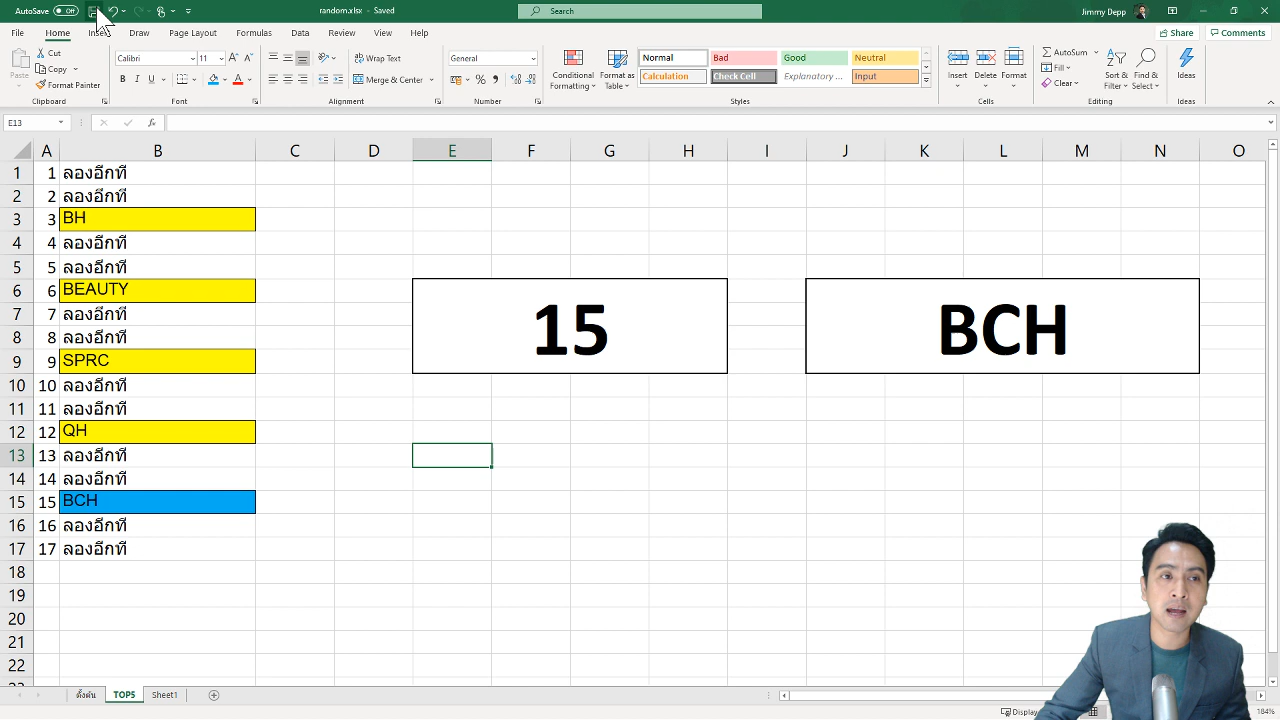 AutoSave Off random.xlsx - Saved Search Jimmy Depp
File Home Inse Draw Page Layout Formulas Data Review View Help Share Comments
Paste Cut Copy Format Painter
Clipboard
Calibri 11
B I U
Font
Wrap Text
Merge & Center
Alignment
General
Number
Conditional Formatting
Format as Table
Normal Bad Good Neutral
Calculation Check Cell Explanatory ... Input
Styles
Insert Delete Format
Cells
AutoSum
Fill
Clear
Sort & Filter
Find & Select
Editing
Ideas
Ideas
E13 fx
A B C D E F G H I J K L M N O
1 1 ลองอีกที
2 2 ลองอีกที
3 3 BH
4 4 ลองอีกที
5 5 ลองอีกที
6 6 BEAUTY
7 7 ลองอีกที
8 8 ลองอีกที
15 BCH
9 9 SPRC
10 10 ลองอีกที
11 11 ลองอีกที
12 12 QH
13 13 ลองอีกที
14 14 ลองอีกที
15 15 BCH
16 16 ลองอีกที
17 17 ลองอีกที
18
19
20
21
22
ตั้งต้น TOP5 Sheet1
Display 184%